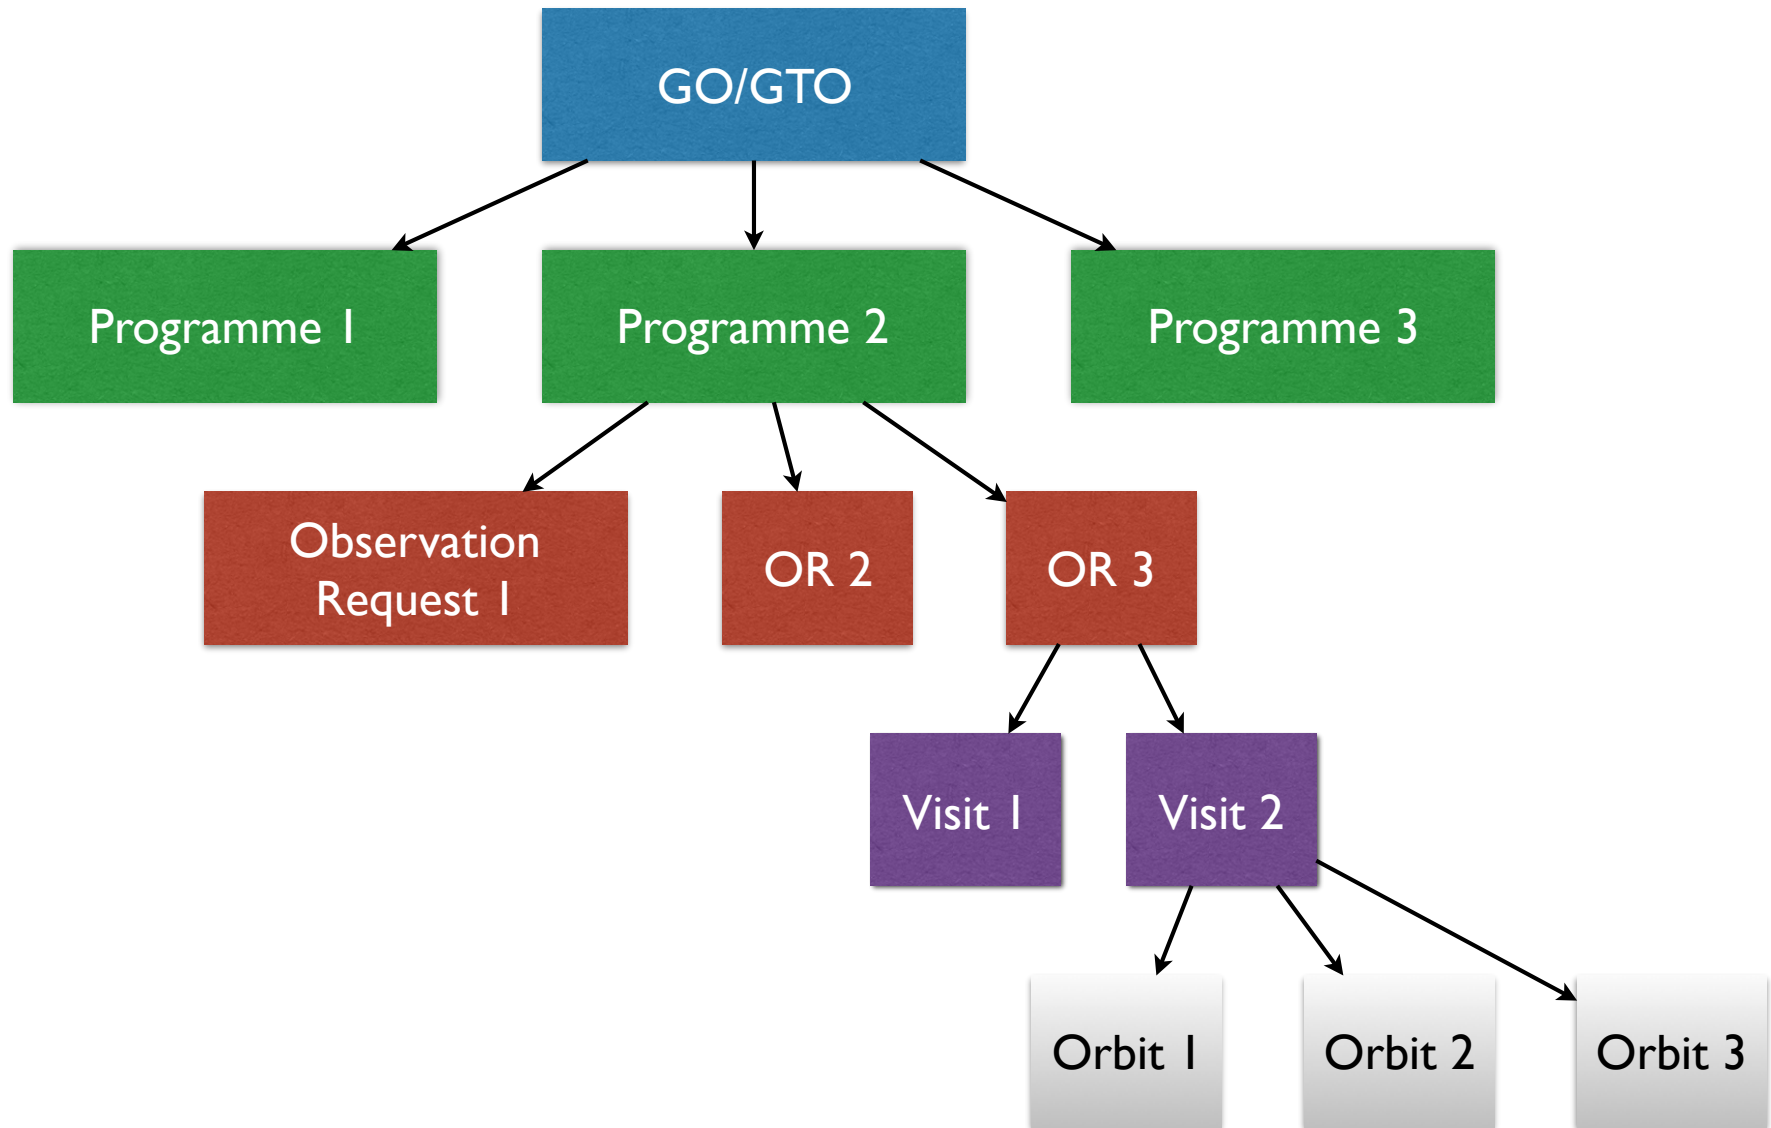 GO/GTO
Programme 1
Programme 2
Programme 3
Observation
Request 1
OR 2
OR 3
Visit 1
Visit 2
Orbit 1
Orbit 2
Orbit 3